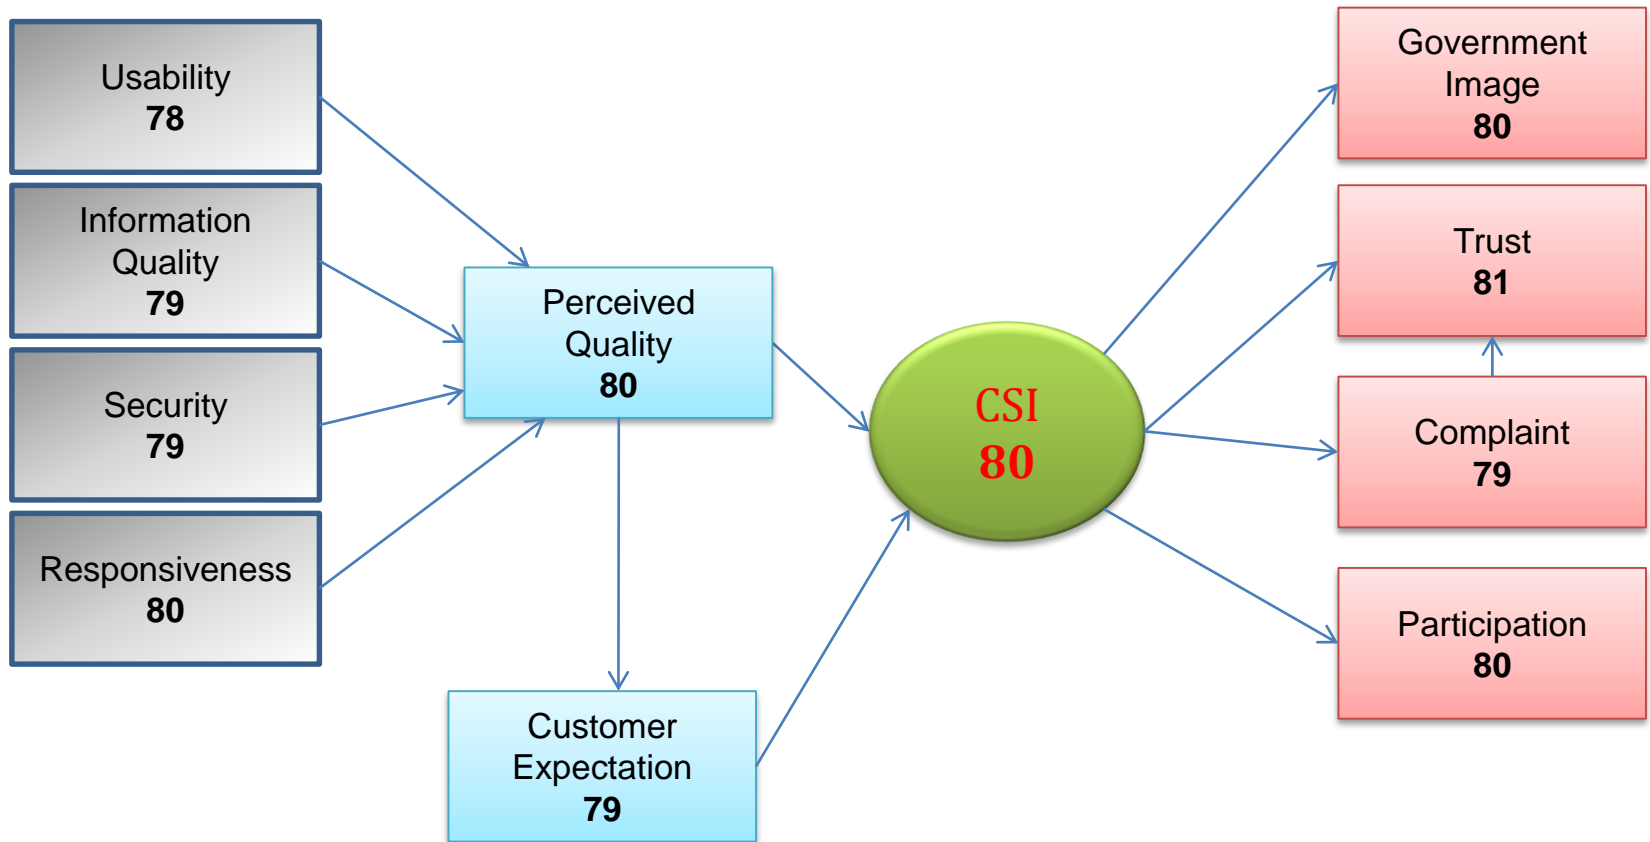 Usability
78
Information
Quality
79
Security
79
Responsiveness
80
Perceived
Quality
80
Customer
Expectation
79
CSI
80
Government
Image
80
Trust
81
Complaint
79
Participation
80